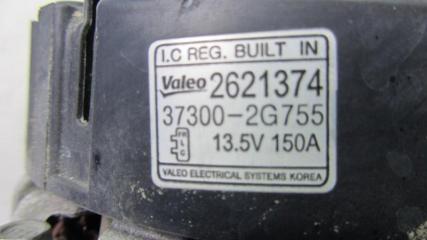 I.C REG. BUILT IN
Valeo 2621374
37300-2G755
13.5V 150A
VALEO ELECTRICAL SYSTEMS KOREA